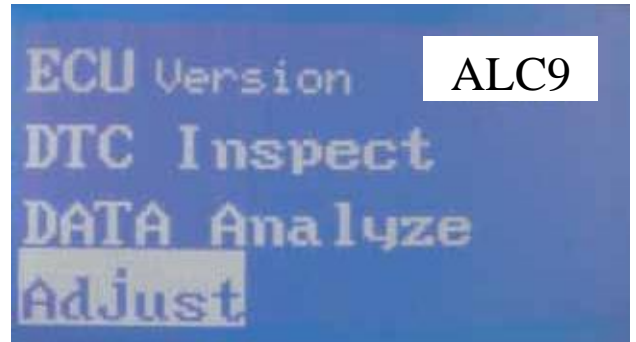 ECU Version
ALC9
DTC Inspect
DATA Analyze
Adjust